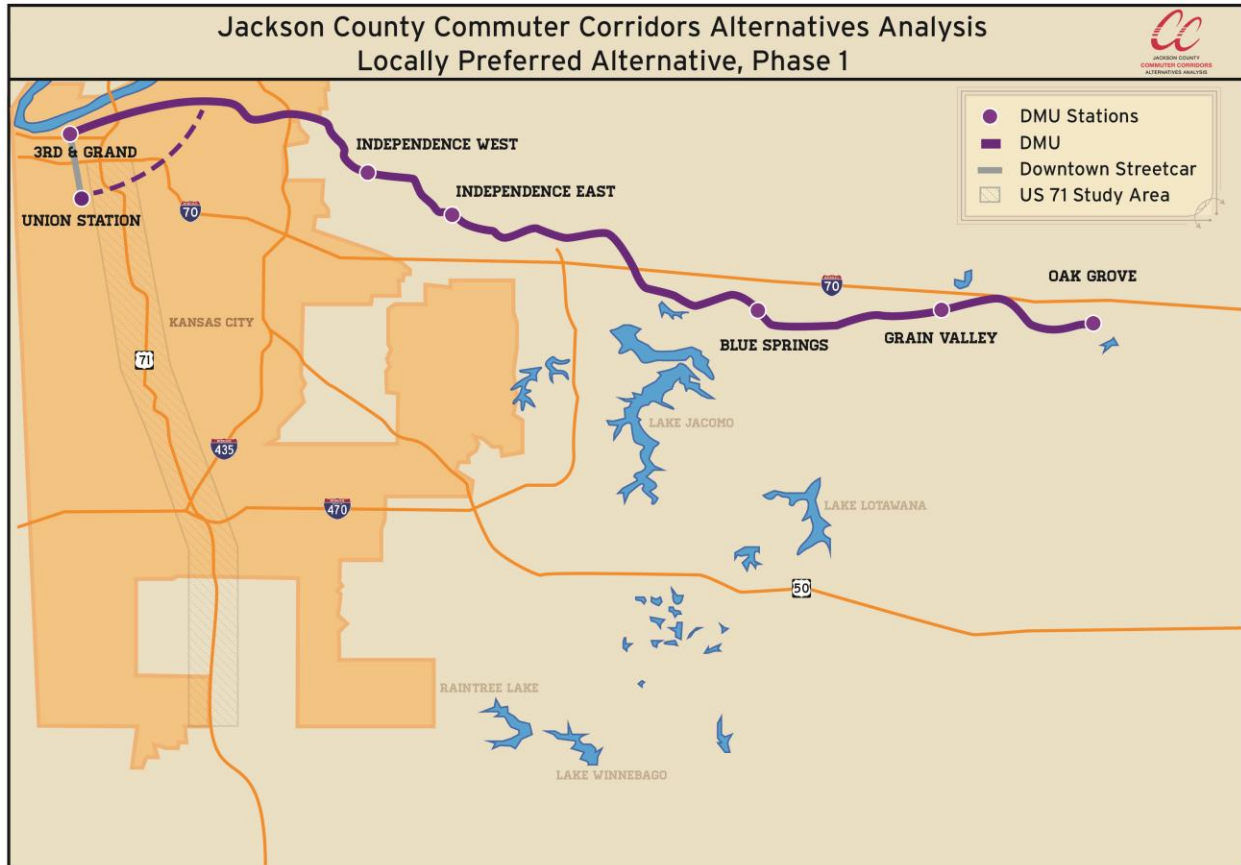 Jackson County Commuter Corridors Alternatives Analysis
Locally Preferred Alternative, Phase 1
CC
JACKSON COUNTY
COMMUTER CORRIDORS
ALTERNATIVES ANALYSIS
DMU Stations
DMU
Downtown Streetcar
US 71 Study Area
3RD & GRAND
UNION STATION
INDEPENDENCE WEST
INDEPENDENCE EAST
70
KANSAS CITY
71
BLUE SPRINGS
70
GRAIN VALLEY
OAK GROVE
LAKE JACOMO
435
470
LAKE LOTAWANA
50
RAINTREE LAKE
LAKE WINNEBAGO